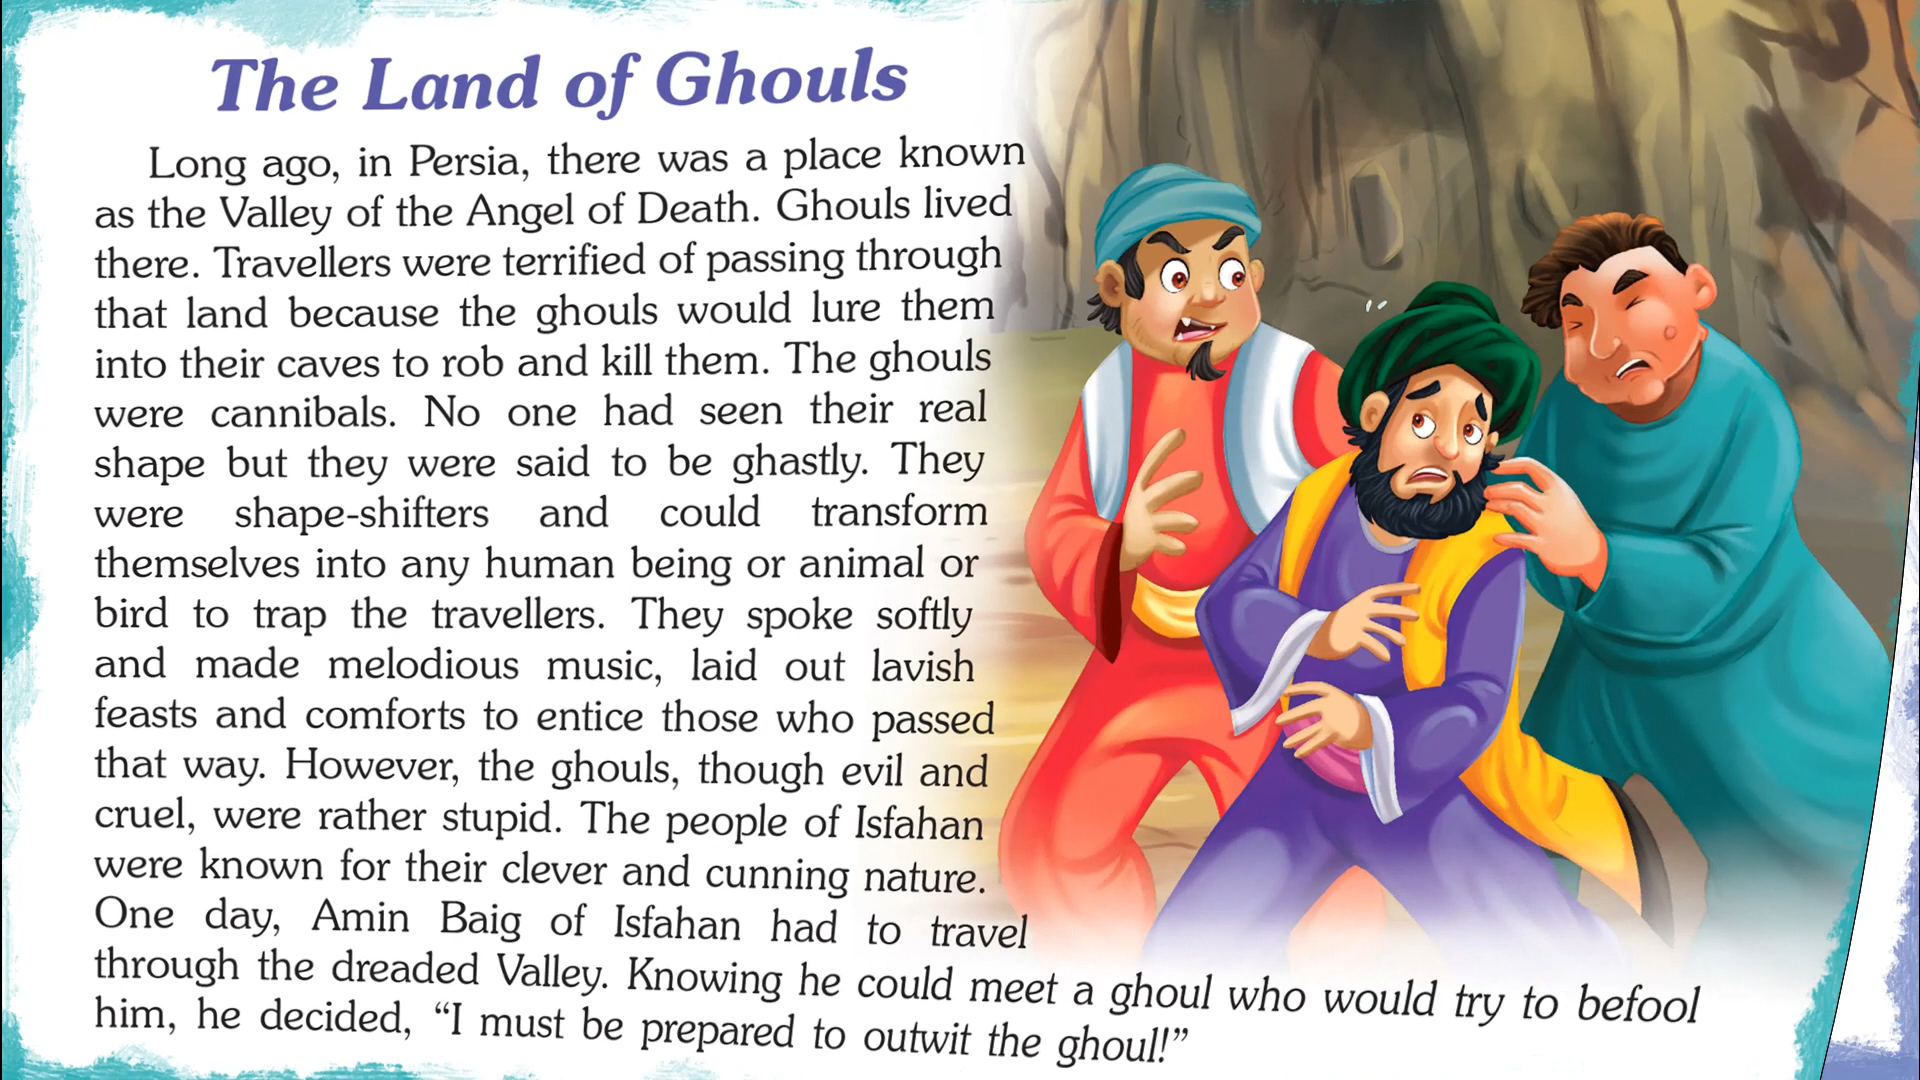 The Land of Ghouls
Long ago, in Persia, there was a place known
as the Valley of the Angel of Death. Ghouls lived
there. Travellers were terrified of passing through
that land because the ghouls would lure them
into their caves to rob and kill them. The ghouls
were cannibals. No one had seen their real
shape but they were said to be ghastly. They
were shape-shifters and could transform
themselves into any human being or animal or
bird to trap the travellers. They spoke softly
and made melodious music, laid out lavish
feasts and comforts to entice those who passed
that way. However, the ghouls, though evil and
cruel, were rather stupid. The people of Isfahan
were known for their clever and cunning nature.
One day, Amin Baig of Isfahan had to travel
through the dreaded Valley. Knowing he could meet a ghoul who would try to befool
him, he decided, “I must be prepared to outwit the ghoul!”